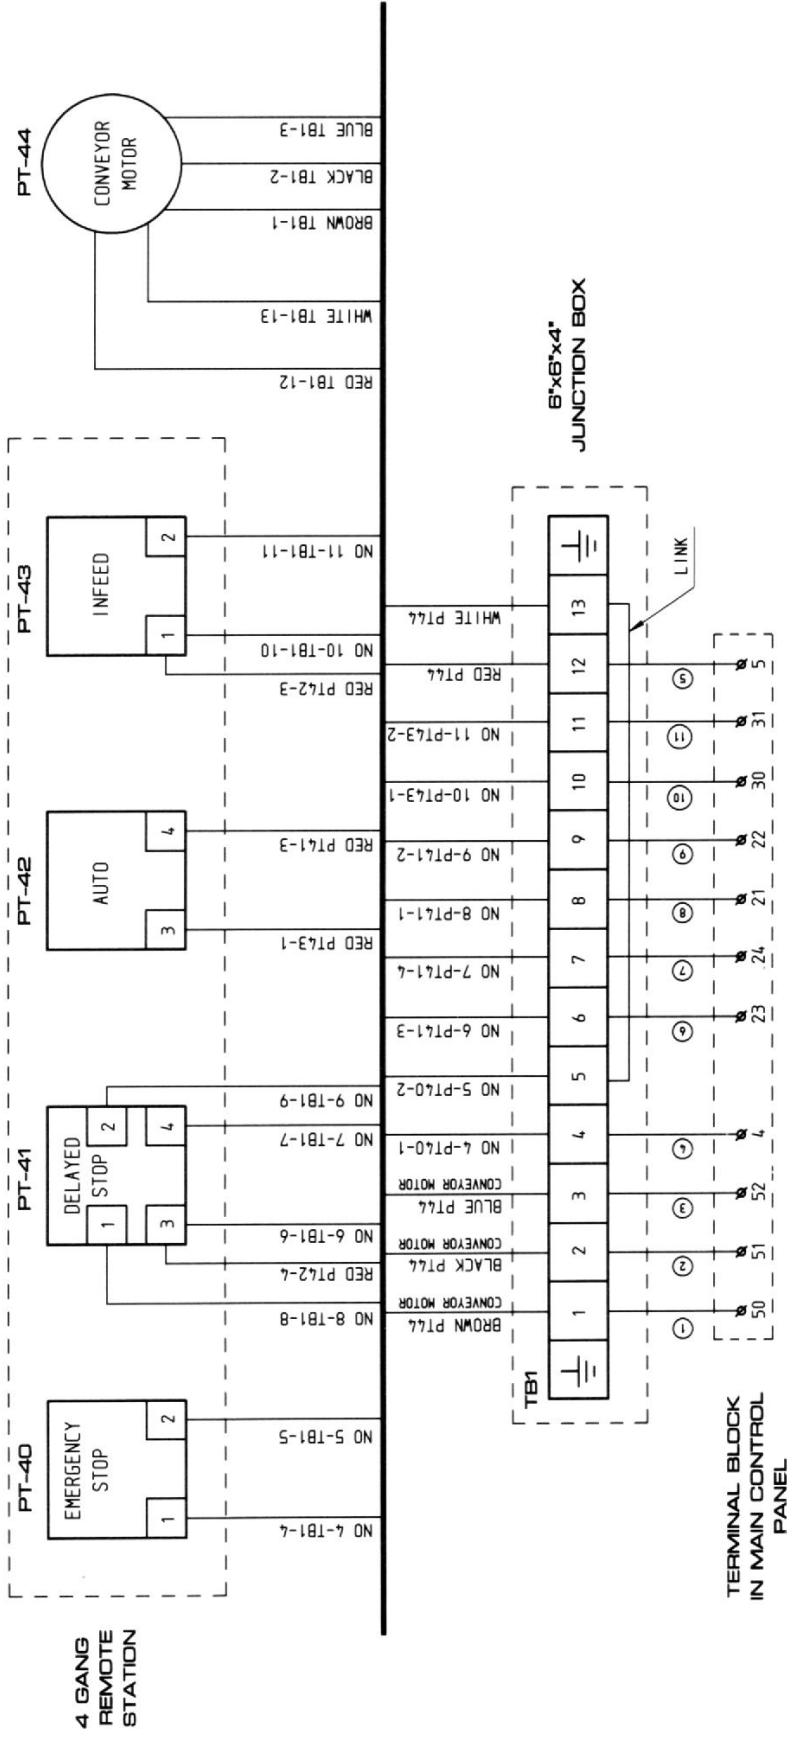 4 GANG
REMOTE
STATION
PT-40
EMERGENCY
STOP
1
2
PT-41
DELAYED
STOP
1
2
3
4
PT-42
AUTO
3
4
PT-43
INFEED
1
2
PT-44
CONVEYOR
MOTOR
NO 4-TB1-4
NO 5-TB1-5
NO 8-TB1-8
RED PT42-4
NO 6-TB1-6
NO 7-TB1-7
NO 9-TB1-9
RED PT43-1
RED PT41-3
RED PT42-3
NO 10-TB1-10
NO 11-TB1-11
RED TB1-12
WHITE TB1-13
BROWN TB1-1
BLACK TB1-2
BLUE TB1-3
BROWN PT44
CONVEYOR MOTOR
BLACK PT44
CONVEYOR MOTOR
BLUE PT44
CONVEYOR MOTOR
NO 4-PT40-1
NO 5-PT40-2
NO 6-PT41-3
NO 7-PT41-4
NO 8-PT41-1
NO 9-PT41-2
NO 10-PT43-1
NO 11-PT43-2
RED PT44
WHITE PT44
6"x6"x4"
JUNCTION BOX
TB1
1
2
3
4
5
6
7
8
9
10
11
12
13
LINK
1
2
3
4
6
7
8
9
10
11
5
TERMINAL BLOCK
IN MAIN CONTROL
PANEL
50
51
52
4
23
24
21
22
30
31
5